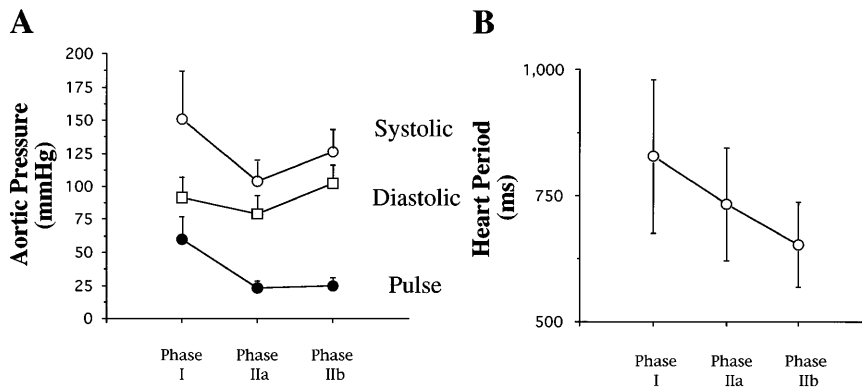 A
Aortic Pressure
(mmHg)
200
175
150
125
100
75
50
25
0
Systolic
Diastolic
Pulse
Phase
I
Phase
IIa
Phase
IIb
B
Heart Period
(ms)
1,000
750
500
Phase
I
Phase
IIa
Phase
IIb